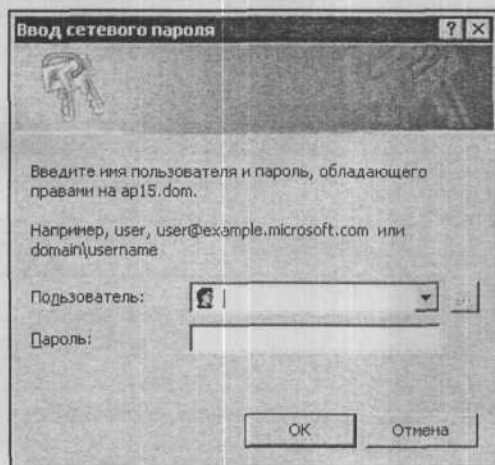 Ввод сетевого пароля
Введите имя пользователя и пароль, обладающего
правами на ap15.dom.
Например, user, user@example.microsoft.com или
domain\username
Пользователь:
Пароль:
ОК
Отмена